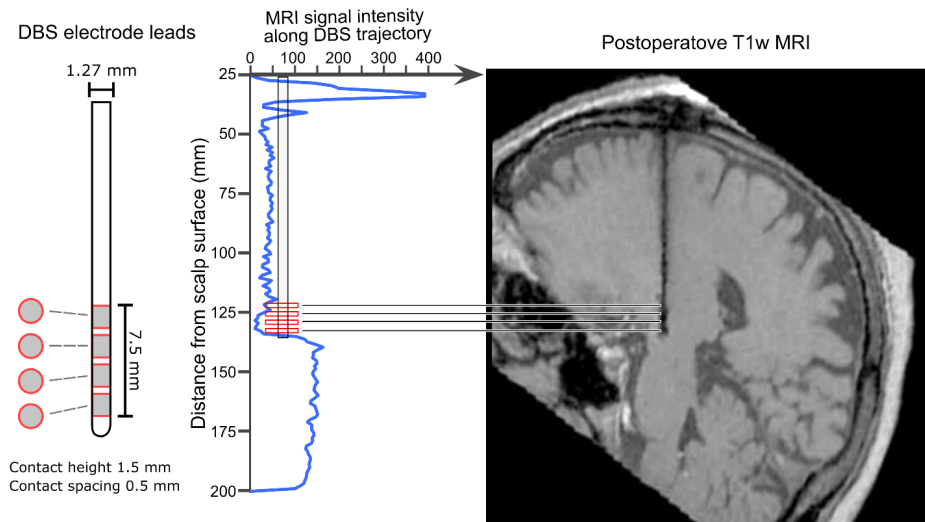 DBS electrode leads
1.27 mm
7.5 mm
Contact height 1.5 mm
Contact spacing 0.5 mm
MRI signal intensity
along DBS trajectory
0 100 200 300 400
Distance from scalp surface (mm)
25
50
75
100
125
150
175
200
Postoperatove T1w MRI